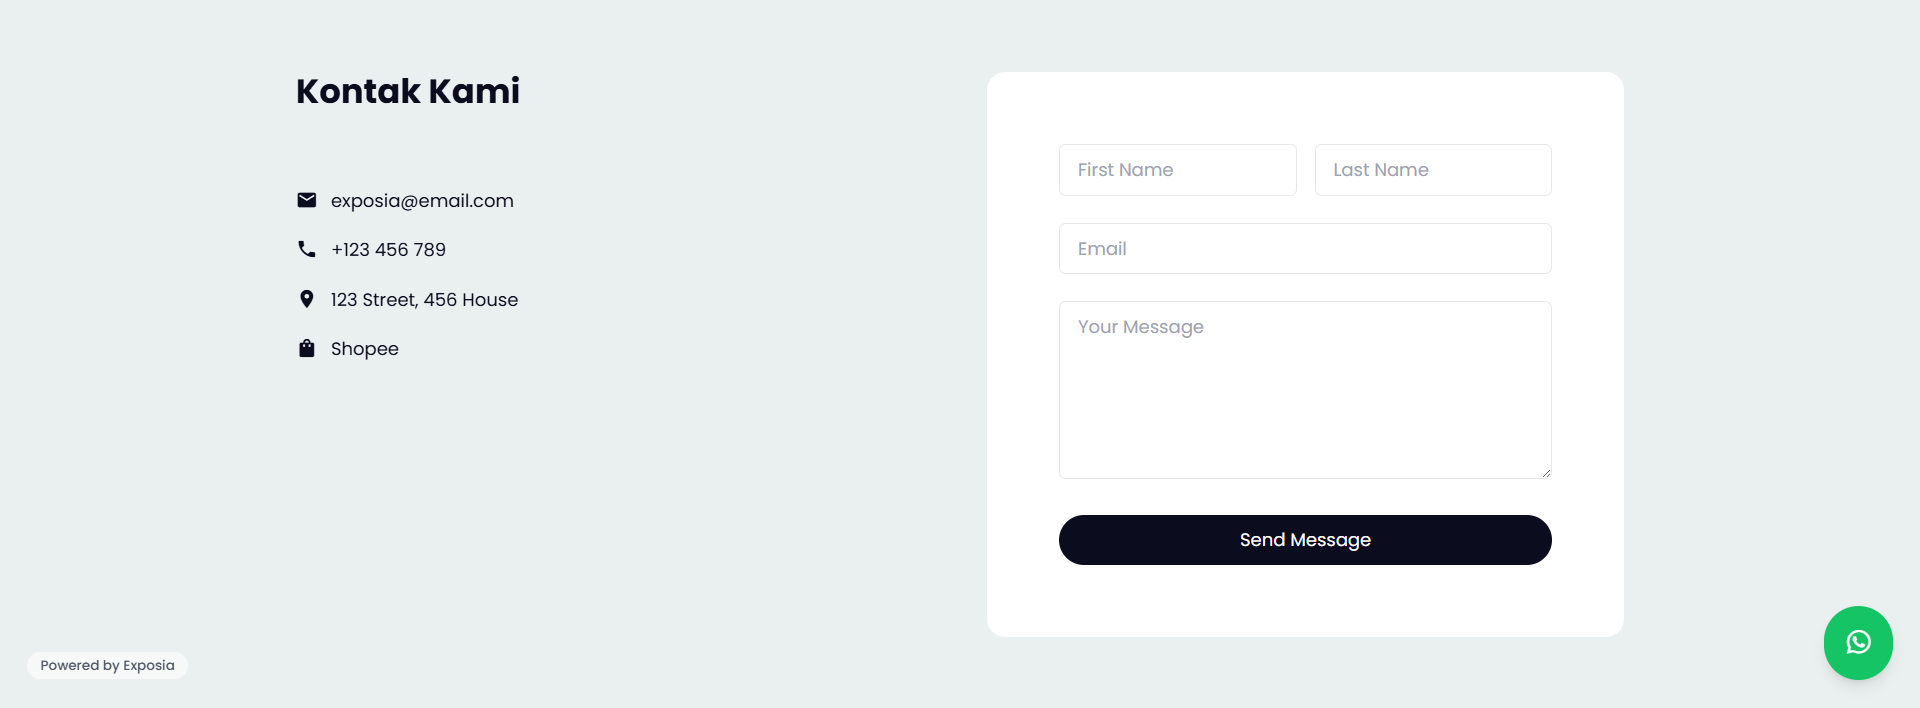 Kontak Kami
exposia@email.com
+123 456 789
123 Street, 456 House
Shopee
First Name
Last Name
Email
Your Message
Send Message
Powered by Exposia